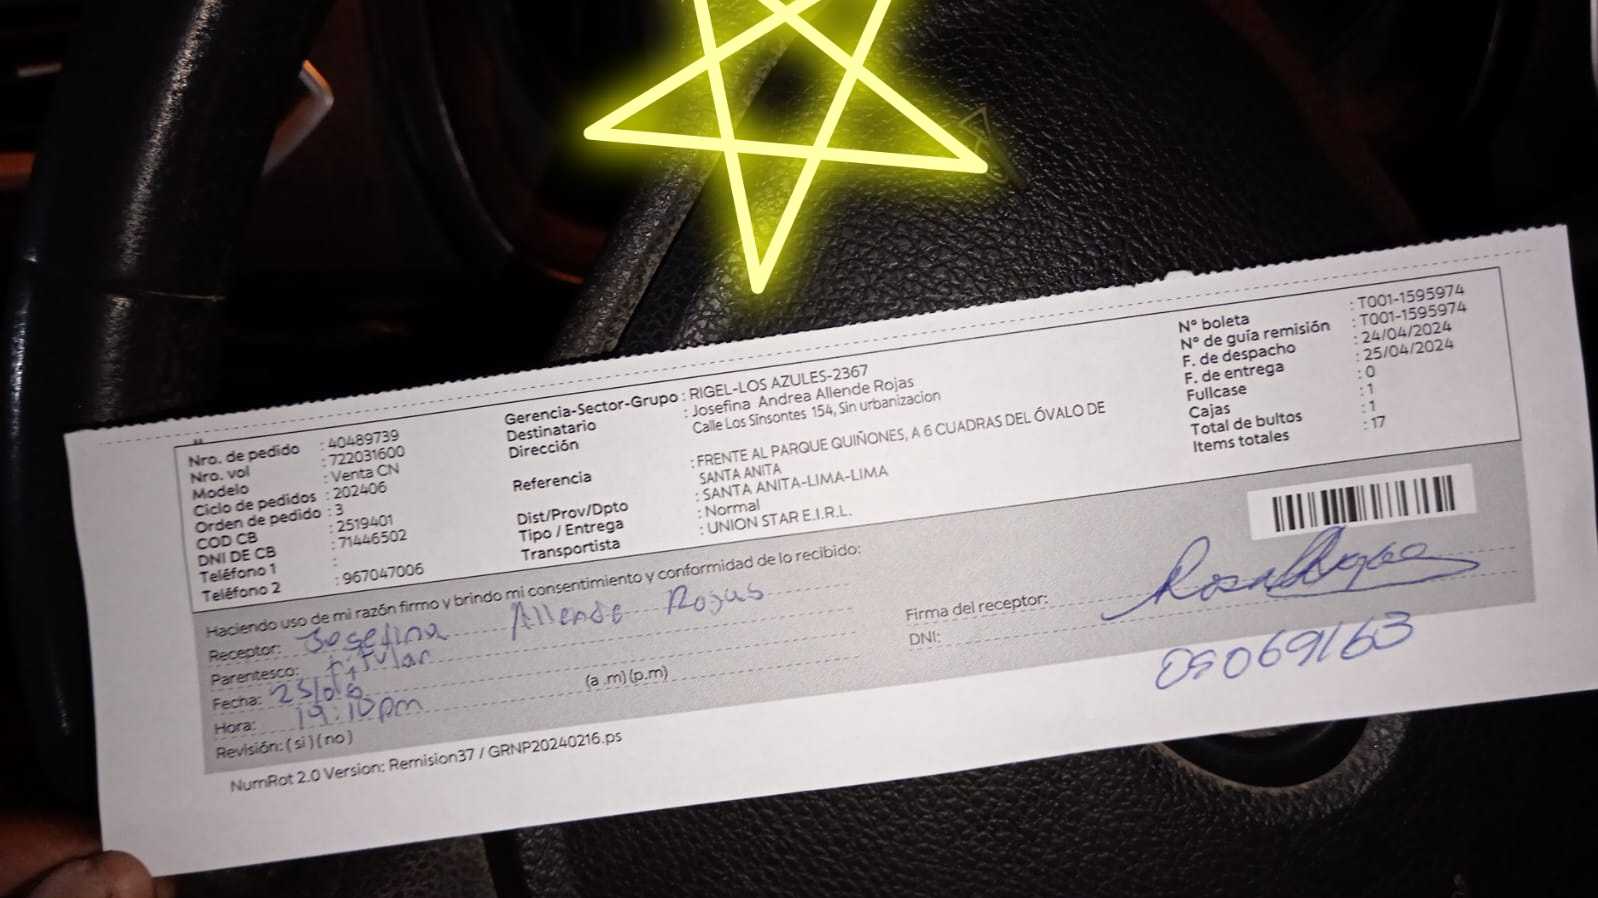 Nro. de pedido : 40489739
Nro. vol : 722031600
Modelo : Venta CN
Ciclo de pedidos : 202406
Orden de pedido : 3
COD CB : 2519401
DNI DE CB : 71446502
Teléfono 1 :
Teléfono 2 : 967047006
Gerencia-Sector-Grupo : RIGEL-LOS AZULES-2367
Destinatario : Josefina Andrea Allende Rojas
Dirección Calle Los Sinsontes 154, Sin urbanizacion
Referencia : FRENTE AL PARQUE QUIÑONES, A 6 CUADRAS DEL ÓVALO DE
SANTA ANITA
Dist/Prov/Dpto : SANTA ANITA-LIMA-LIMA
Tipo / Entrega : Normal
Transportista : UNION STAR E.I.R.L.
N° boleta : T001-1595974
N° de guía remisión : T001-1595974
F. de despacho : 24/04/2024
F. de entrega : 25/04/2024
Fullcase : 0
Cajas : 1
Total de bultos : 1
Items totales : 17
Haciendo uso de mi razón firmo y brindo mi consentimiento y conformidad de lo recibido:
Receptor: Josefina Allende Rojas
Parentesco: titular
Fecha:
Hora: 19:10pm (a .m) (p.m)
Revisión: ( si ) ( no )
Firma del receptor: Rosa
DNI:
NumRot 2.0 Version: Remision37 / GRNP20240216.ps